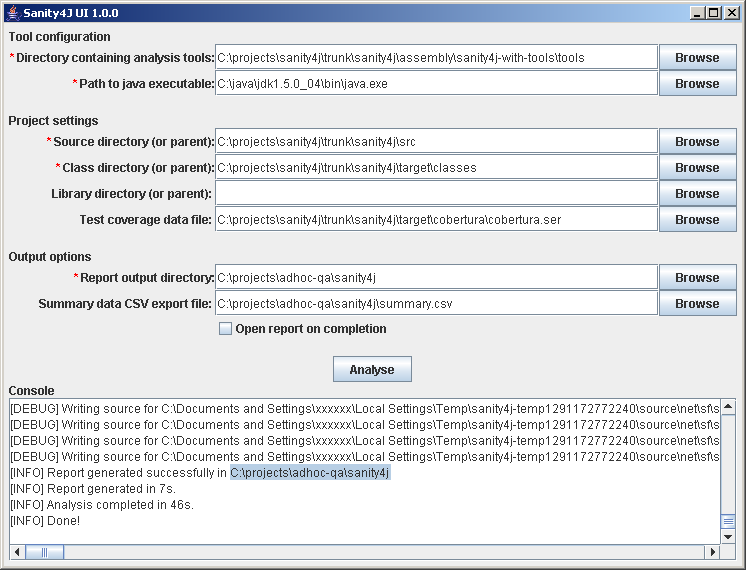 Sanity4J UI 1.0.0
Tool configuration
*Directory containing analysis tools: C:\projects\sanity4j\trunk\sanity4j\assembly\sanity4j-with-tools\tools Browse
*Path to java executable: C:\java\jdk1.5.0_04\bin\java.exe Browse
Project settings
*Source directory (or parent): C:\projects\sanity4j\trunk\sanity4j\src Browse
*Class directory (or parent): C:\projects\sanity4j\trunk\sanity4j\target\classes Browse
Library directory (or parent): Browse
Test coverage data file: C:\projects\sanity4j\trunk\sanity4j\target\cobertura\cobertura.ser Browse
Output options
*Report output directory: C:\projects\adhoc-qa\sanity4j Browse
Summary data CSV export file: C:\projects\adhoc-qa\sanity4j\summary.csv Browse
Open report on completion
Analyse
Console
[DEBUG] Writing source for C:\Documents and Settings\xxxxxx\Local Settings\Temp\sanity4j-temp1291172772240\source\net\sf\s
[DEBUG] Writing source for C:\Documents and Settings\xxxxxx\Local Settings\Temp\sanity4j-temp1291172772240\source\net\sf\s
[DEBUG] Writing source for C:\Documents and Settings\xxxxxx\Local Settings\Temp\sanity4j-temp1291172772240\source\net\sf\s
[DEBUG] Writing source for C:\Documents and Settings\xxxxxx\Local Settings\Temp\sanity4j-temp1291172772240\source\net\sf\s
[INFO] Report generated successfully in C:\projects\adhoc-qa\sanity4j
[INFO] Report generated in 7s.
[INFO] Analysis completed in 46s.
[INFO] Done!